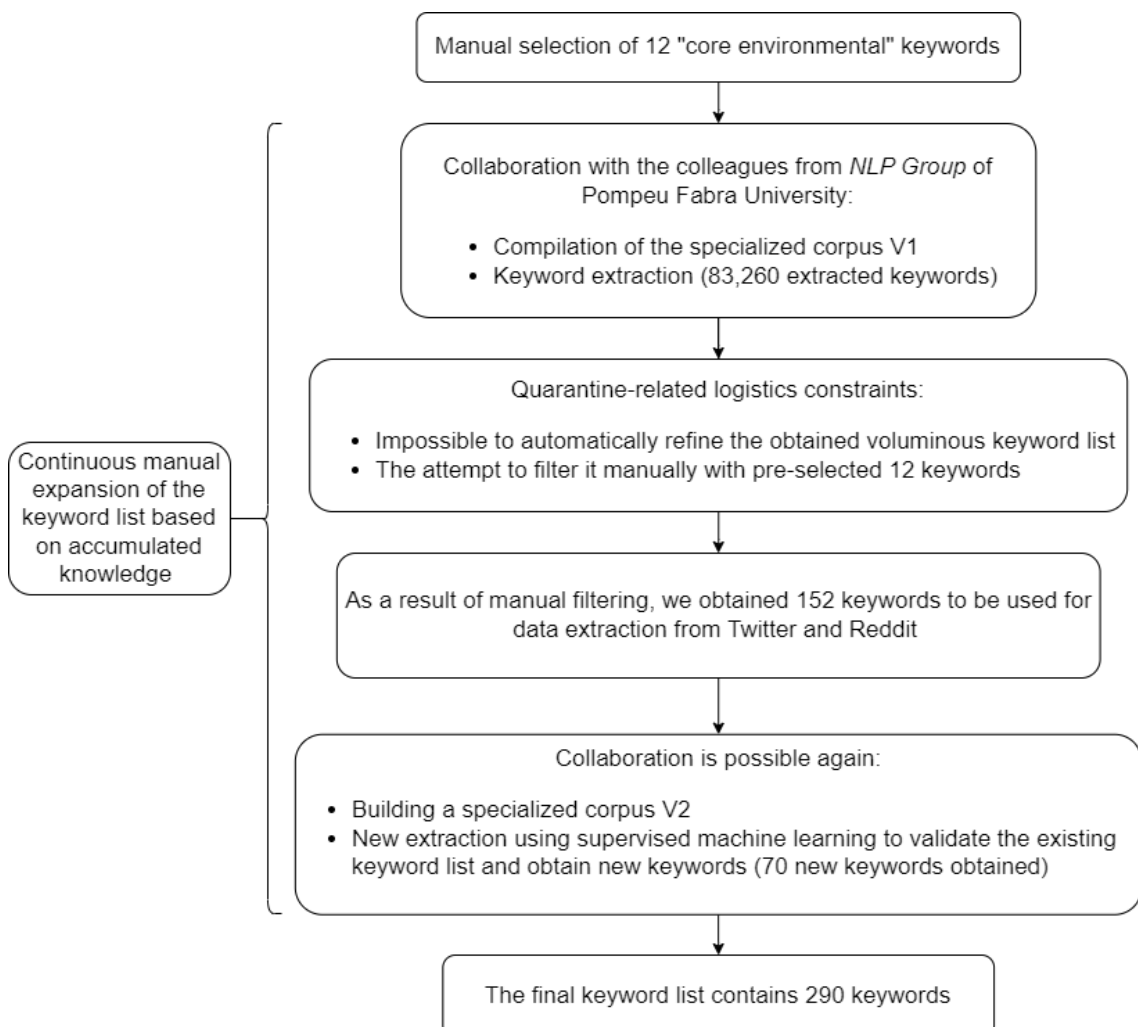 Manual selection of 12 "core environmental" keywords
Collaboration with the colleagues from NLP Group of
Pompeu Fabra University:
• Compilation of the specialized corpus V1
• Keyword extraction (83,260 extracted keywords)
Quarantine-related logistics constraints:
• Impossible to automatically refine the obtained voluminous keyword list
• The attempt to filter it manually with pre-selected 12 keywords
Continuous manual
expansion of the
keyword list based
on accumulated
knowledge
As a result of manual filtering, we obtained 152 keywords to be used for
data extraction from Twitter and Reddit
Collaboration is possible again:
• Building a specialized corpus V2
• New extraction using supervised machine learning to validate the existing
keyword list and obtain new keywords (70 new keywords obtained)
The final keyword list contains 290 keywords